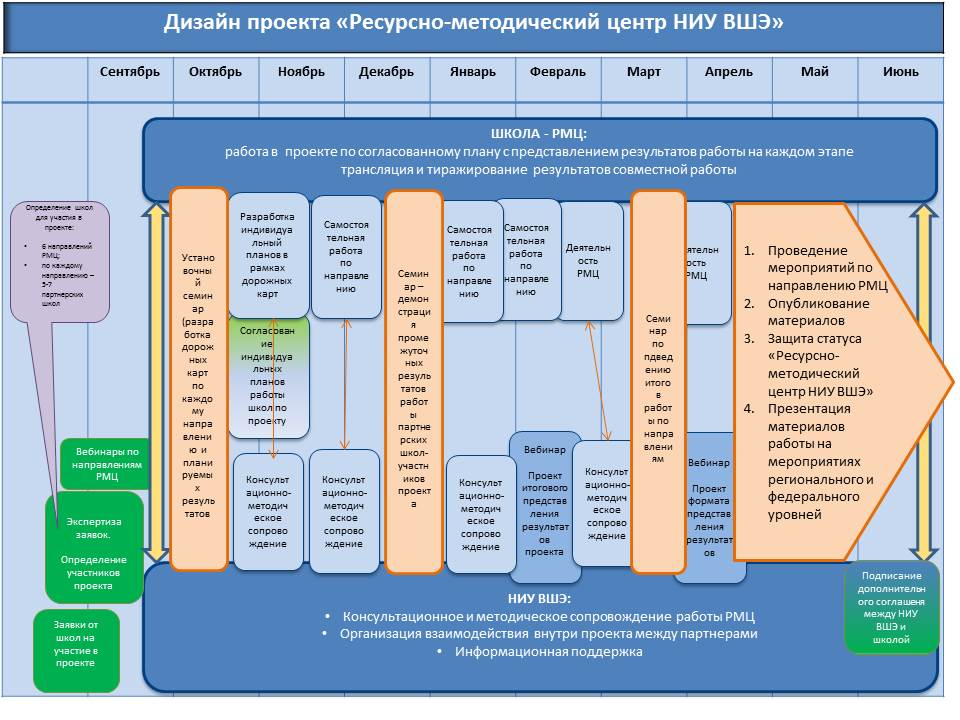 Дизайн проекта «Ресурсно-методический центр НИУ ВШЭ»
Сентябрь
Октябрь
Ноябрь
Декабрь
Январь
Февраль
Март
Апрель
Май
Июнь
ШКОЛА - РМЦ:
работа в проекте по согласованному плану с представлением результатов работы на каждом этапе
трансляция и тиражирование результатов совместной работы
Определение школ
для участия в
проекте:
• 6 направлений
РМЦ;
• по каждому
направлению –
5-7
партнерских
школ
Вебинары по
направлениям
РМЦ
Экспертиза
заявок.
Определение
участников
проекта
Заявки от
школ на
участие в
проекте
Устано
вочны
й
семин
ар
(разра
ботка
дорож
ных
карт
по
каждо
му
направ
лени
ю и
плани
руемы
х
резуль
татов
Разработка
индивидуа
льный
планов в
рамках
дорожных
карт
Согласован
ие
индивидуа
льных
планов
работы
школ по
проекту
Консульт
ационно-
методич
еское
сопрово
ждение
Самостоя
тельная
работа
по
направле
нию
Консульт
ационно-
методич
еское
сопрово
ждение
Семин
ар –
демон
страци
я
проме
жуточ
ных
резуль
татов
работ
ы
партне
рских
школ-
участн
иков
проект
а
Самостоя
тельная
работа
по
направле
нию
Консульт
ационно-
методич
еское
сопрово
ждение
Самостоя
тельная
работа
по
направле
нию
Вебинар
Проект
итогового
представ
ления
результат
ов
проекта
Деятельн
ость
РМЦ
Консульт
ационно-
методич
еское
сопрово
ждение
Семи
нар
по
подвед
ению
итого
в
работ
ы по
направ
лени
ям
ятельн
ость
РМЦ
Вебинар
Проект
формата
представ
ления
результат
ов
1. Проведение
мероприятий по
направлению РМЦ
2. Опубликование
материалов
3. Защита статуса
«Ресурсно-
методический
центр НИУ ВШЭ»
4. Презентация
материалов
работы на
мероприятиях
регионального и
федерального
уровней
Подписание
дополнительн
ого соглашеня
между НИУ
ВШЭ и
школой
НИУ ВШЭ:
• Консультационное и методическое сопровождение работы РМЦ
• Организация взаимодействия внутри проекта между партнерами
• Информационная поддержка